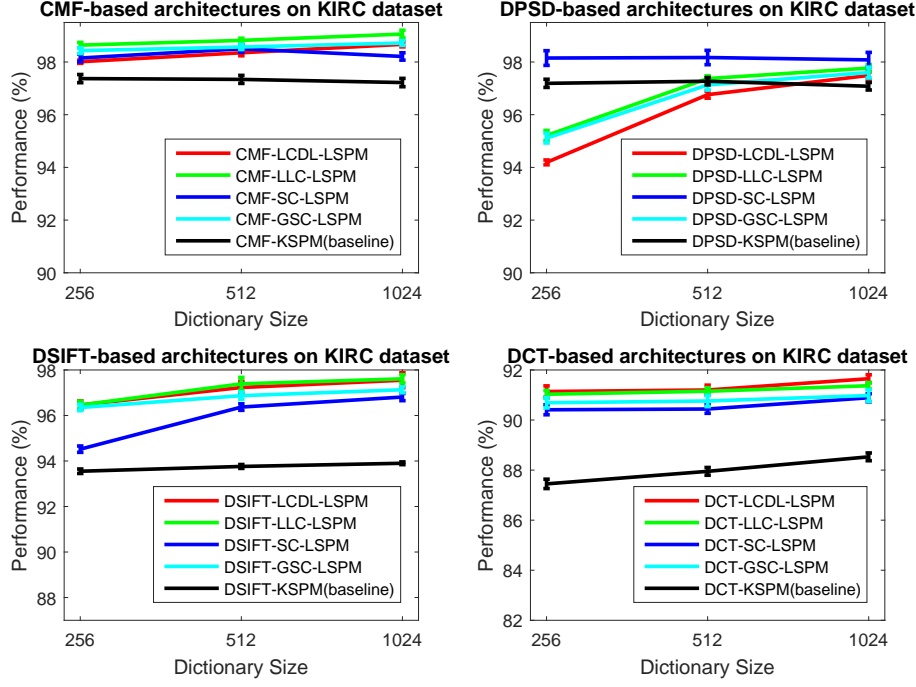 CMF-based architectures on KIRC dataset
98
96
94
92
90
Performance (%)
CMF-LCDL-LSPM
CMF-LLC-LSPM
CMF-SC-LSPM
CMF-GSC-LSPM
CMF-KSPM(baseline)
256
512
1024
Dictionary Size
DPSD-based architectures on KIRC dataset
98
96
94
92
90
Performance (%)
DPSD-LCDL-LSPM
DPSD-LLC-LSPM
DPSD-SC-LSPM
DPSD-GSC-LSPM
DPSD-KSPM(baseline)
256
512
1024
Dictionary Size
DSIFT-based architectures on KIRC dataset
98
96
94
92
90
88
Performance (%)
DSIFT-LCDL-LSPM
DSIFT-LLC-LSPM
DSIFT-SC-LSPM
DSIFT-GSC-LSPM
DSIFT-KSPM(baseline)
256
512
1024
Dictionary Size
DCT-based architectures on KIRC dataset
92
90
88
86
84
82
Performance (%)
DCT-LCDL-LSPM
DCT-LLC-LSPM
DCT-SC-LSPM
DCT-GSC-LSPM
DCT-KSPM(baseline)
256
512
1024
Dictionary Size